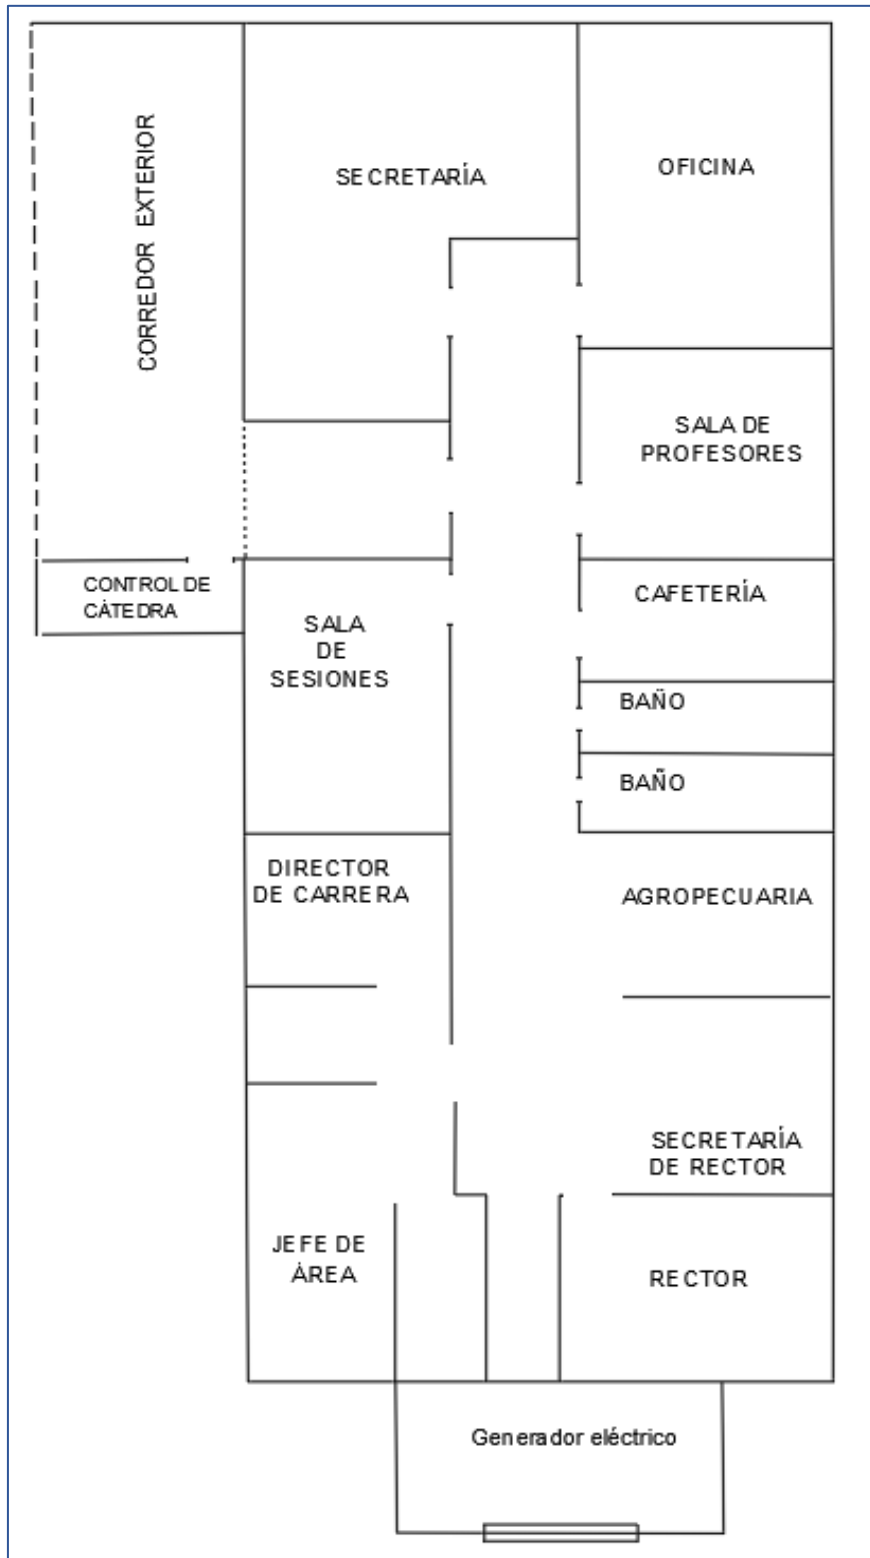 CORREDOR EXTERIOR
SECRETARÍA
OFICINA
SALA DE
PROFESORES
CONTROL DE
CÁTEDRA
SALA
DE
SESIONES
CAFETERÍA
BAÑO
BAÑO
DIRECTOR
DE CARRERA
AGROPECUARIA
SECRETARÍA
DE RECTOR
JEFE DE
ÁREA
RECTOR
Generador eléctrico